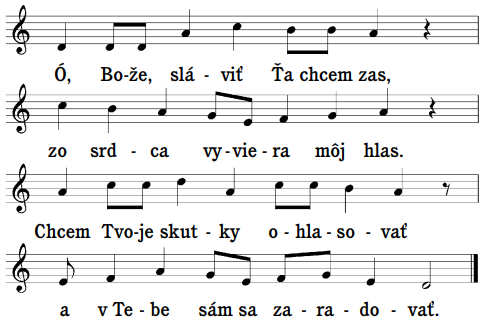 Ó, Bo-že, slá - viť Ťa chcem zas,
zo srd - ca vy-vie - ra môj hlas.
Chcem Tvo-je skut - ky o-hla-so-vať
a v Te - be sám sa za-ra-do-vať.